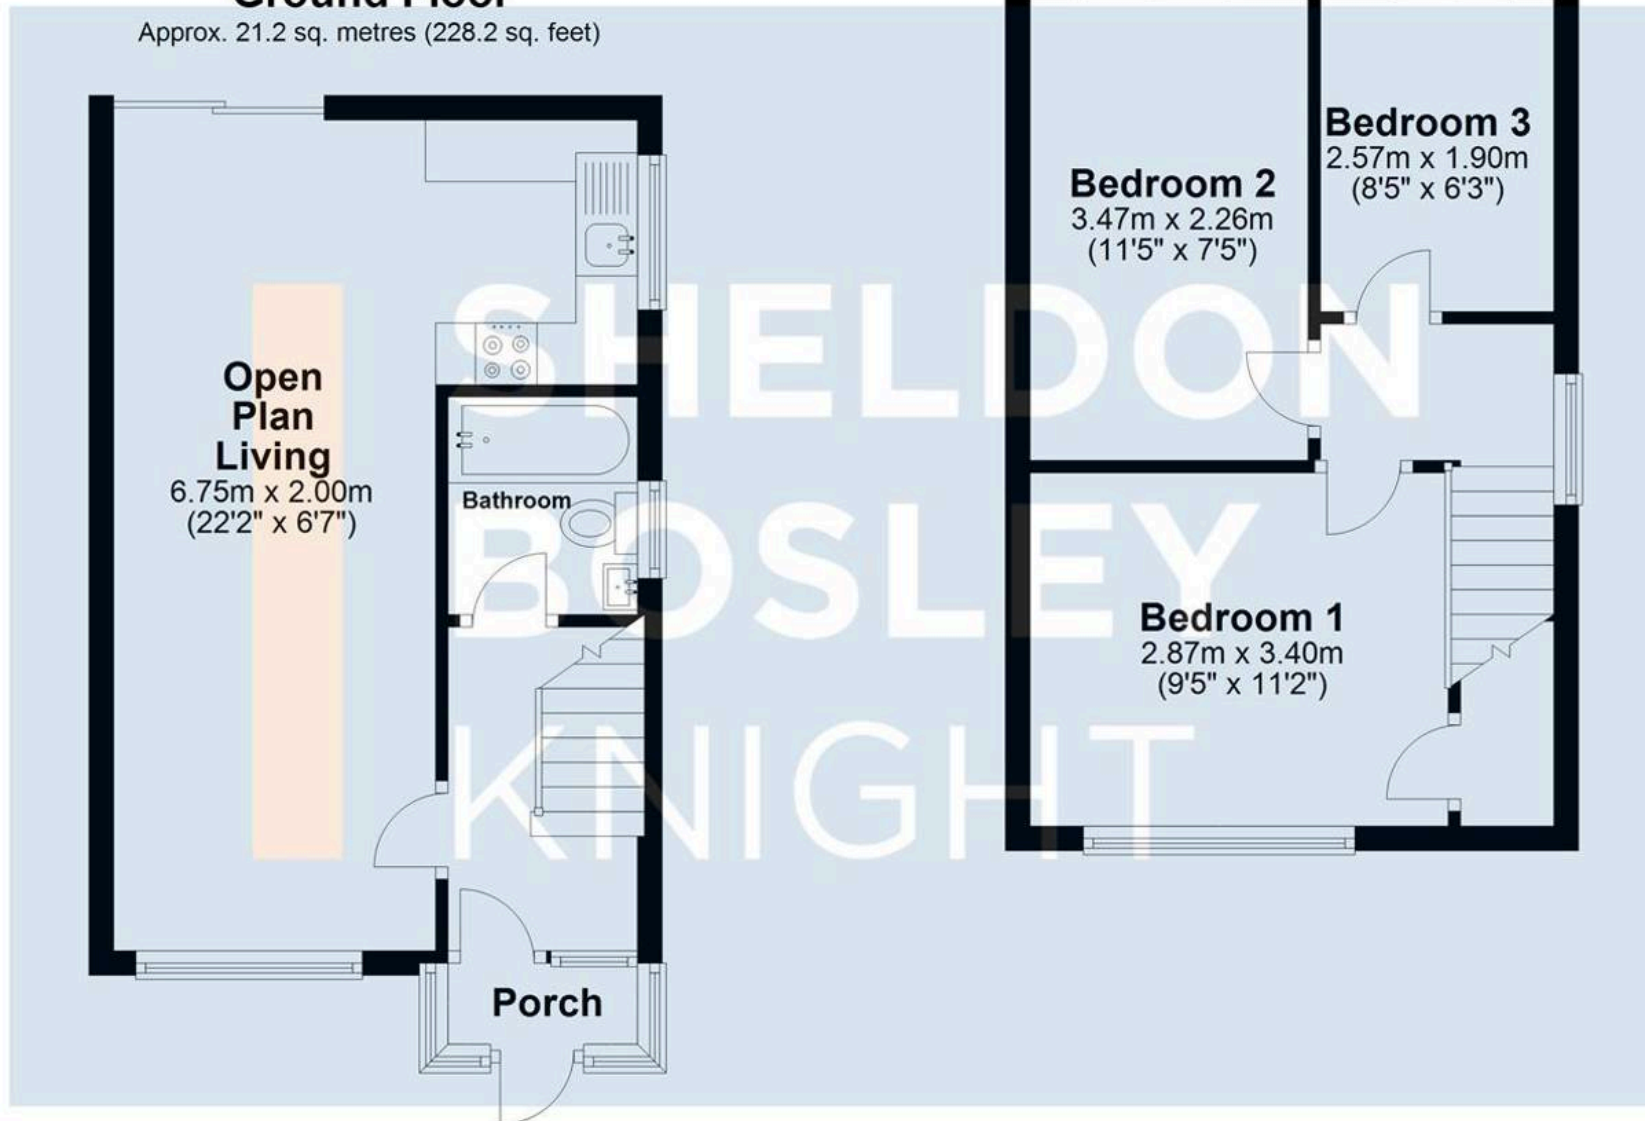 Ground Floor
Approx. 21.2 sq. metres (228.2 sq. feet)
Open
Plan
Living
6.75m x 2.00m
(22'2" x 6'7")
Bathroom
Porch
Bedroom 2
3.47m x 2.26m
(11'5" x 7'5")
Bedroom 3
2.57m x 1.90m
(8'5" x 6'3")
Bedroom 1
2.87m x 3.40m
(9'5" x 11'2")
SHELDON
BOSLEY
KNIGHT